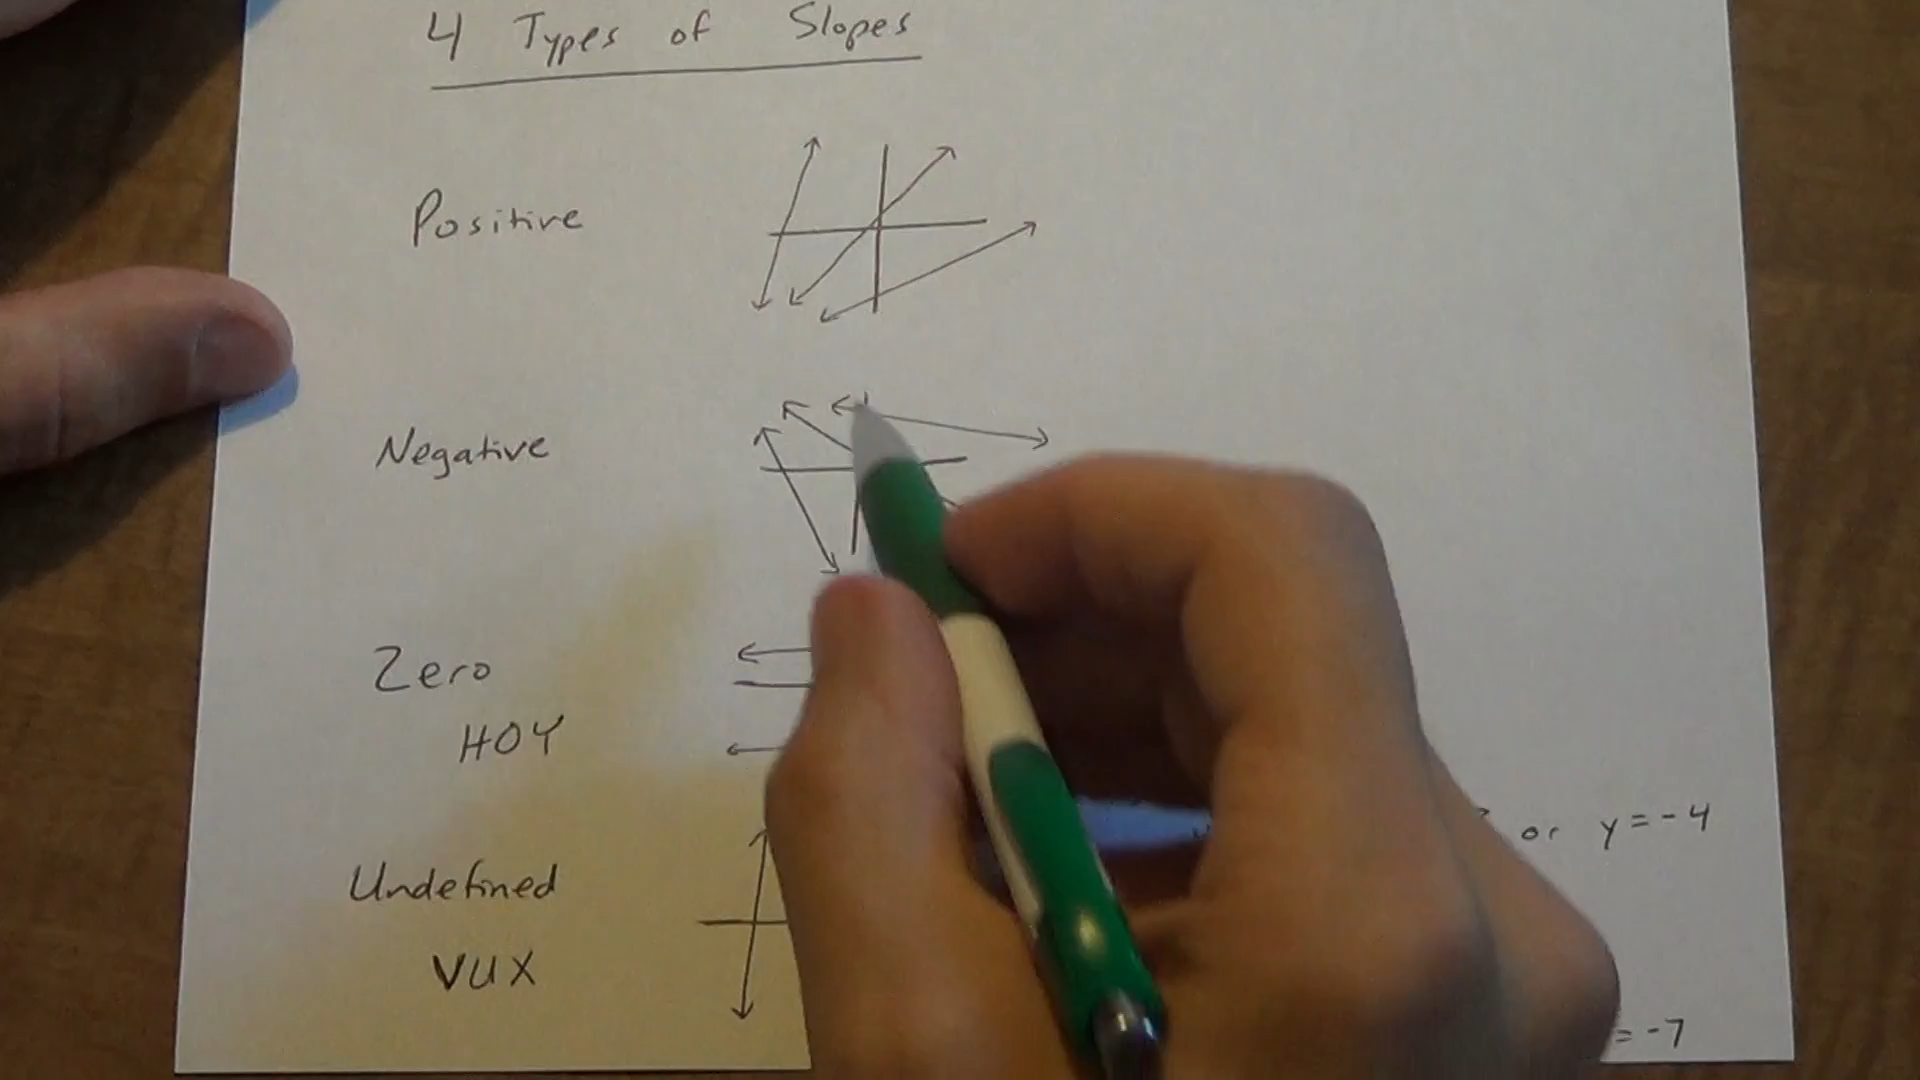 4 Types of Slopes
Positive
Negative
Zero
HOY
or y = -4
Undefined
VUX
= -7